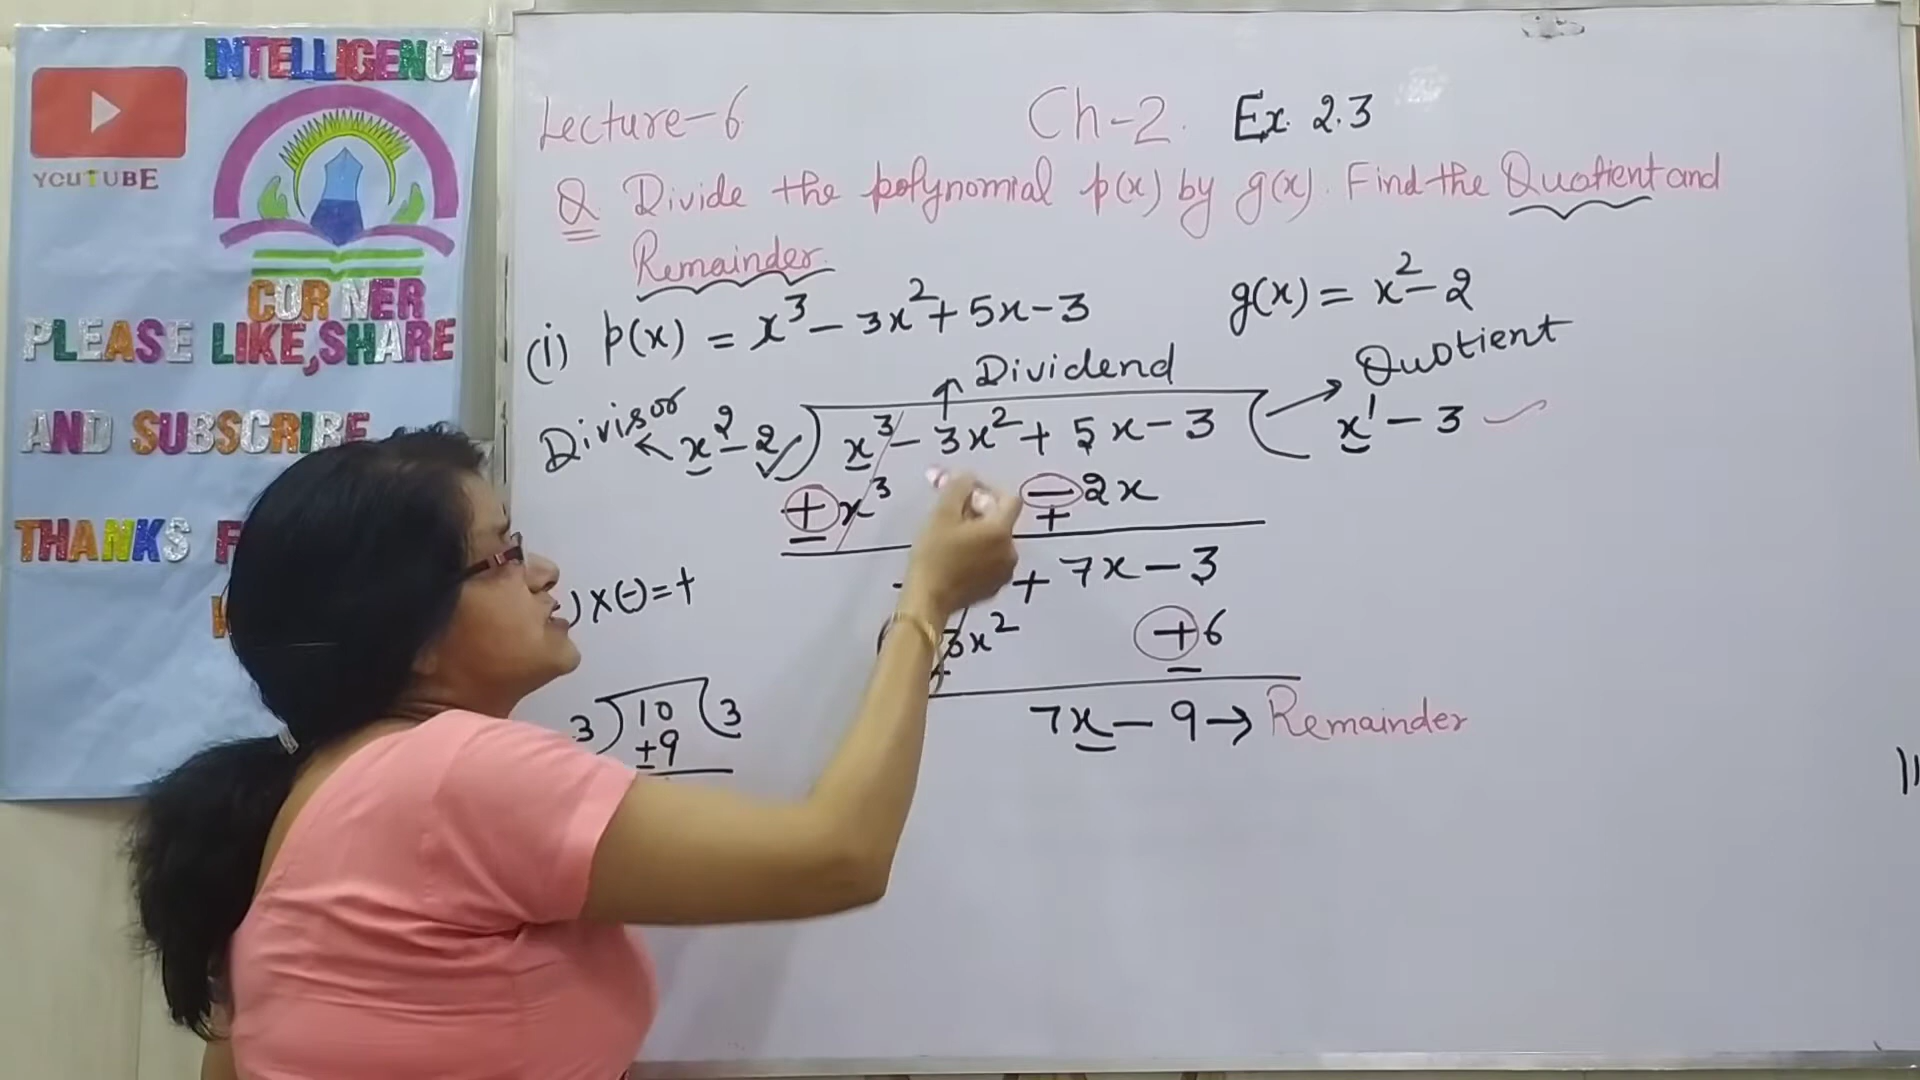 INTELLIGENCE
YOUTUBE
CORNER
PLEASE LIKE,SHARE
AND SUBSCRIBE
THANKS F
Lecture-6
Ch-2. Ex. 2.3
Q Divide the polynomial p(x) by g(x). Find the Quotient and
Remainder.
(i) p(x) = x³ - 3x² + 5x - 3
g(x) = x² - 2
Dividend
Quotient
Divisor
x² - 2 ) x³ - 3x² + 5x - 3 ( x¹ - 3
+ x³ - 2x
- +
+ 7x - 3
3x² + 6
-
7x - 9 → Remainder
) x (-) = +
3 ) 10 ( 3
± 9